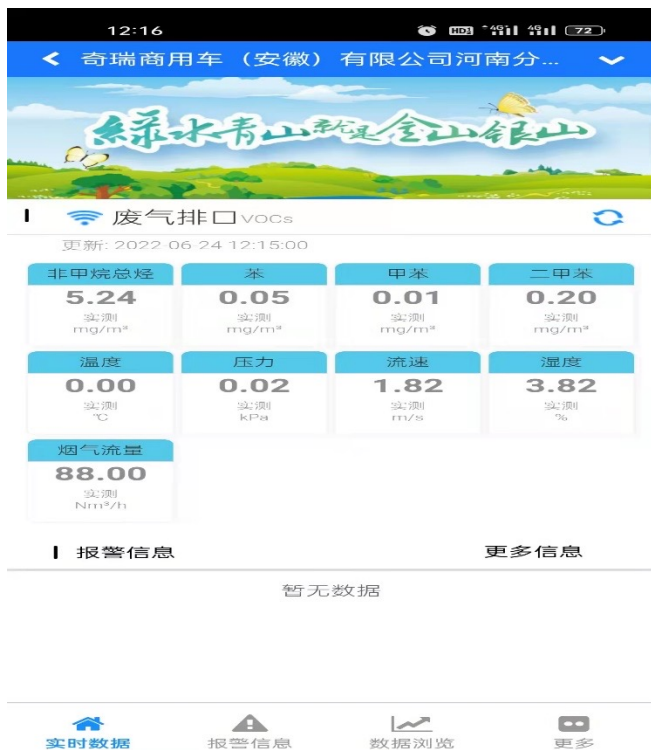 12:16
HD 4G 4G 72
奇瑞商用车（安徽）有限公司河南分...
绿水青山就是金山银山
废气排口VOCs
更新: 2022-06-24 12:15:00
非甲烷总烃 苯 甲苯 二甲苯
5.24 0.05 0.01 0.20
实测 实测 实测 实测
mg/m³ mg/m³ mg/m³ mg/m³
温度 压力 流速 湿度
0.00 0.02 1.82 3.82
实测 实测 实测 实测
℃ kPa m/s %
烟气流量
88.00
实测
Nm³/h
报警信息 更多信息
暂无数据
实时数据 报警信息 数据浏览 更多